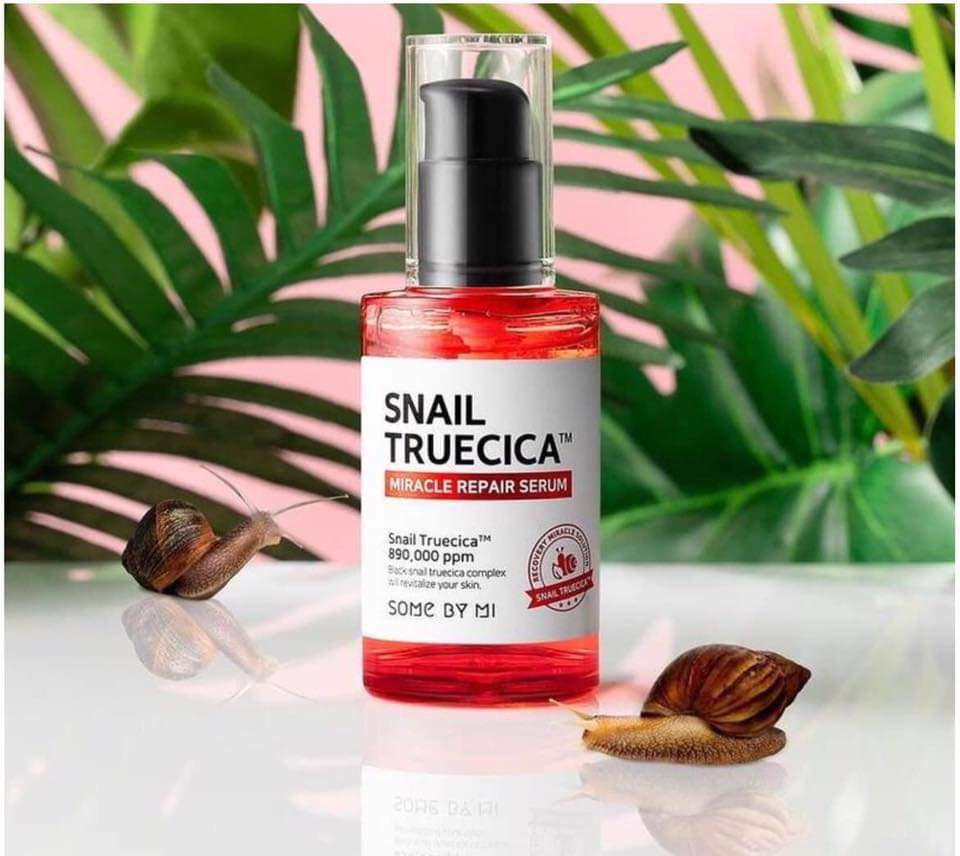 SNAIL
TRUECICA™
MIRACLE REPAIR SERUM
Snail Truecica™
890,000 ppm
Black snail truecica complex
will revitalize your skin.
SOME BY MI
RECOVERY MIRACLE SOLUTION
SNAIL TRUECICA™